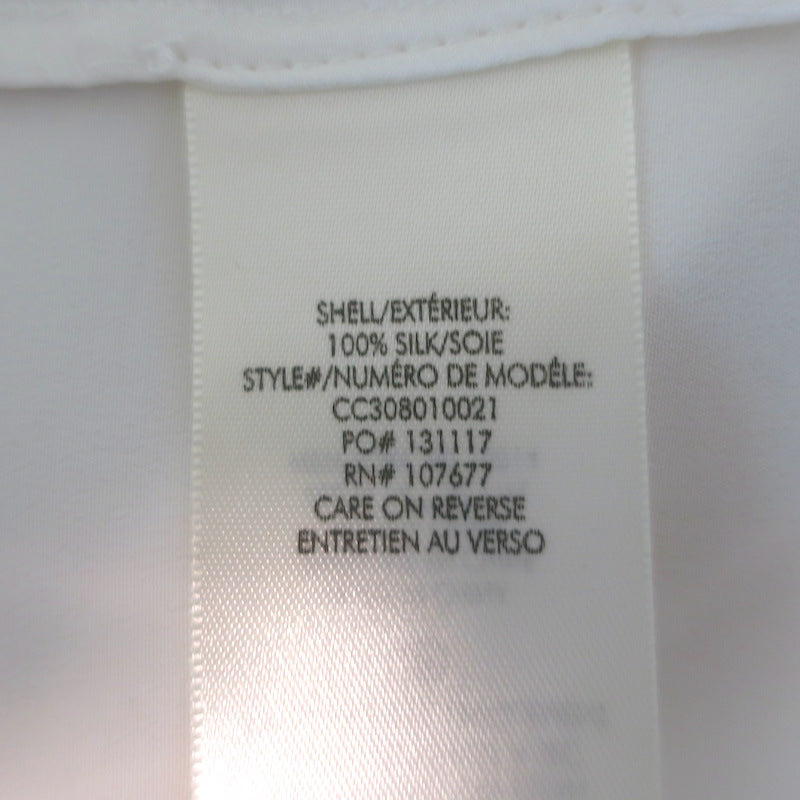 SHELL/EXTÉRIEUR:
100% SILK/SOIE
STYLE#/NUMÉRO DE MODÉLE:
CC308010021
PO# 131117
RN# 107677
CARE ON REVERSE
ENTRETIEN AU VERSO